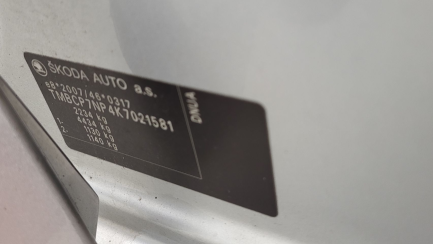 ŠKODA AUTO a.s.
e8*2007/46*0317
TMBCP7NP4K7021581
2234 kg
4434 kg
1- 1130 kg
2- 1140 kg
DNUA